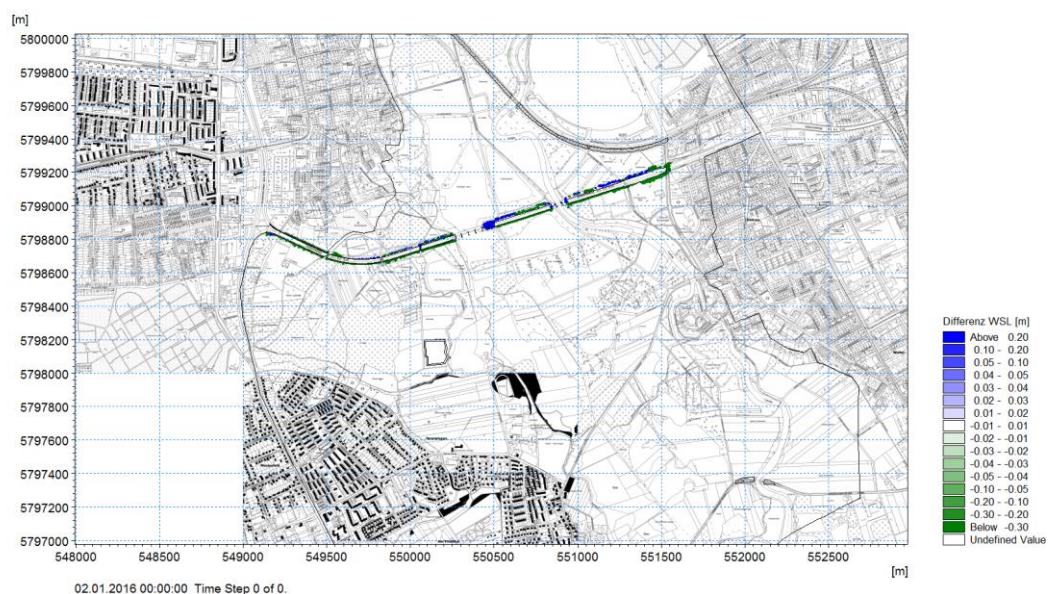 [m]
5800000
5799800
5799600
5799400
5799200
5799000
5798800
5798600
5798400
5798200
5798000
5797800
5797600
5797400
5797200
5797000
548000 548500 549000 549500 550000 550500 551000 551500 552000 552500
[m]
02.01.2016 00:00:00 Time Step 0 of 0.
Differenz WSL [m]
Above 0.20
0.10 - 0.20
0.05 - 0.10
0.04 - 0.05
0.03 - 0.04
0.02 - 0.03
0.01 - 0.02
-0.01 - 0.01
-0.02 - -0.01
-0.03 - -0.02
-0.04 - -0.03
-0.05 - -0.04
-0.10 - -0.05
-0.20 - -0.10
-0.30 - -0.20
Below -0.30
Undefined Value